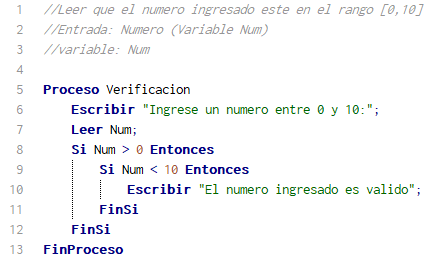 1 //Leer que el numero ingresado este en el rango [0,10]
2 //Entrada: Numero (Variable Num)
3 //variable: Num
4
5 Proceso Verificacion
6 Escribir "Ingrese un numero entre 0 y 10:";
7 Leer Num;
8 Si Num > 0 Entonces
9 Si Num < 10 Entonces
10 Escribir "El numero ingresado es valido";
11 FinSi
12 FinSi
13 FinProceso